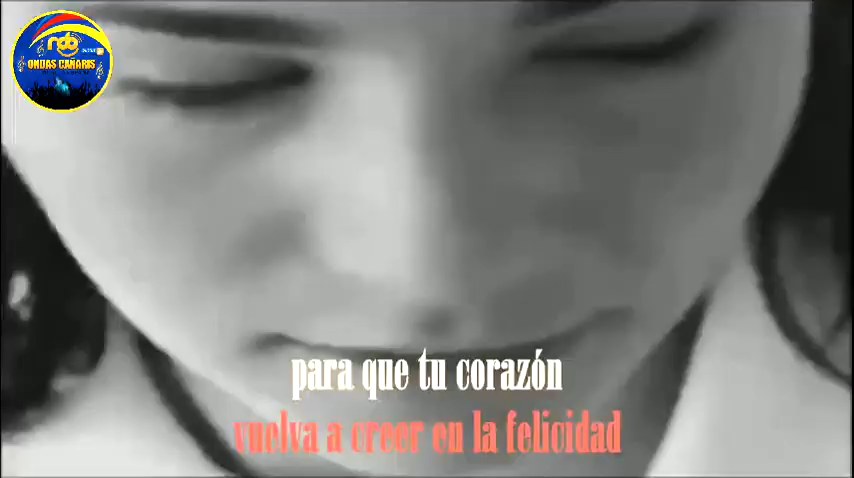 ONDAS CAÑARIS
para que tu corazón
vuelva a creer en la felicidad